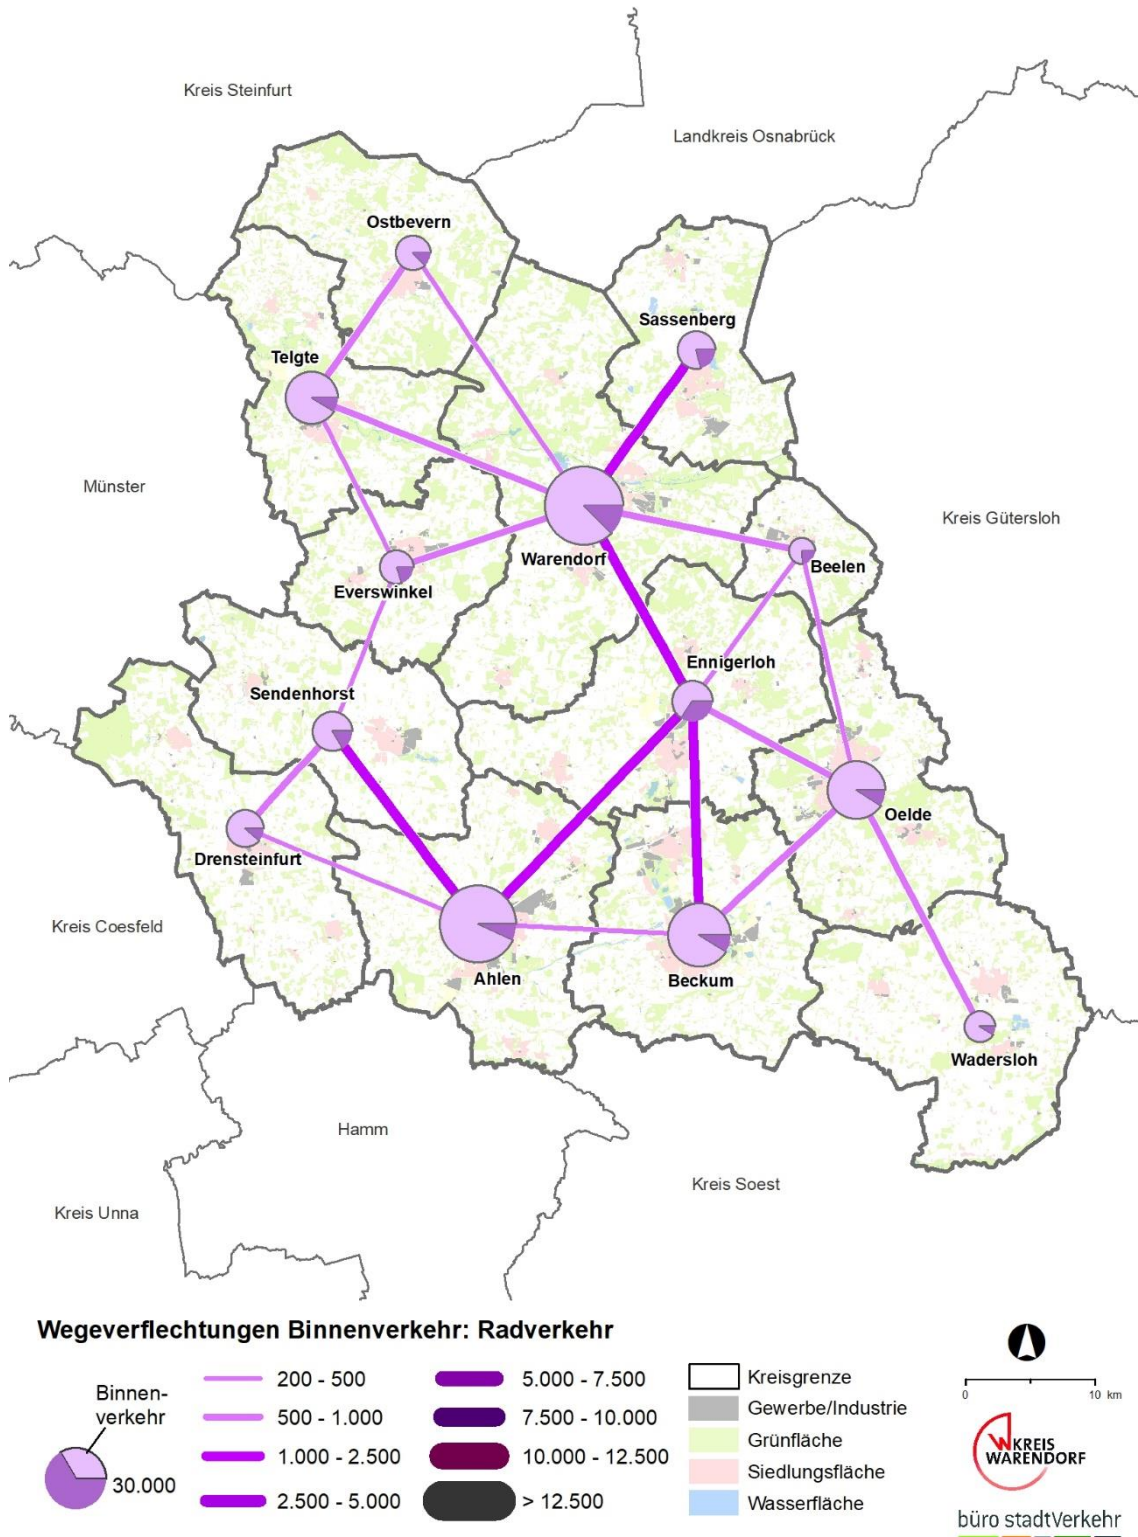 Kreis Steinfurt
Landkreis Osnabrück
Ostbevern
Sassenberg
Telgte
Münster
Kreis Gütersloh
Warendorf
Beelen
Everswinkel
Ennigerloh
Sendenhorst
Oelde
Drensteinfurt
Kreis Coesfeld
Ahlen
Beckum
Wadersloh
Hamm
Kreis Soest
Kreis Unna
Wegeverflechtungen Binnenverkehr: Radverkehr
Binnen-
verkehr
30.000
200 - 500
500 - 1.000
1.000 - 2.500
2.500 - 5.000
5.000 - 7.500
7.500 - 10.000
10.000 - 12.500
> 12.500
Kreisgrenze
Gewerbe/Industrie
Grünfläche
Siedlungsfläche
Wasserfläche
0 10 km
KREIS
WARENDORF
büro stadtVerkehr